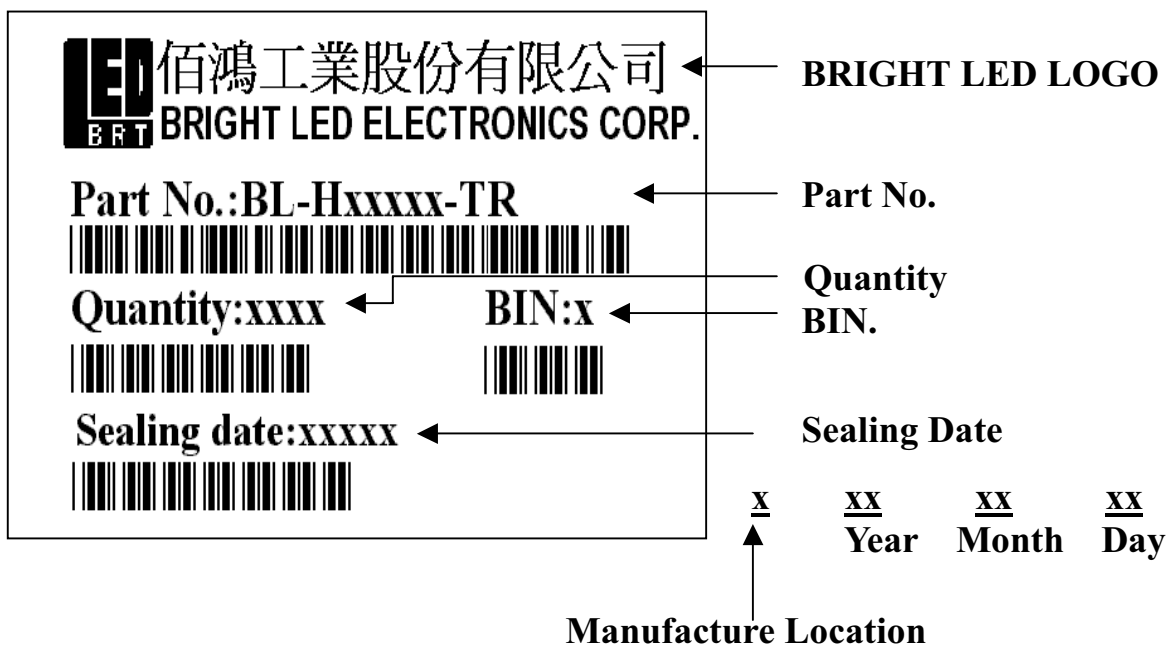 LED
BRT
佰鴻工業股份有限公司
BRIGHT LED ELECTRONICS CORP.
BRIGHT LED LOGO
Part No.:BL-Hxxxxx-TR
Part No.
Quantity:xxxx
BIN:x
Quantity
BIN.
Sealing date:xxxxx
Sealing Date
x xx xx xx
Year Month Day
Manufacture Location